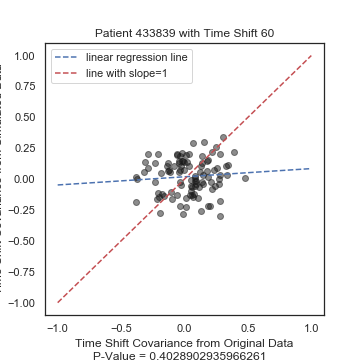 Patient 433839 with Time Shift 60
linear regression line
line with slope=1
1.00
0.75
0.50
0.25
0.00
−0.25
−0.50
−0.75
−1.00
−1.0 −0.5 0.0 0.5 1.0
Time Shift Covariance from Original Data
P-Value = 0.4028902935966261